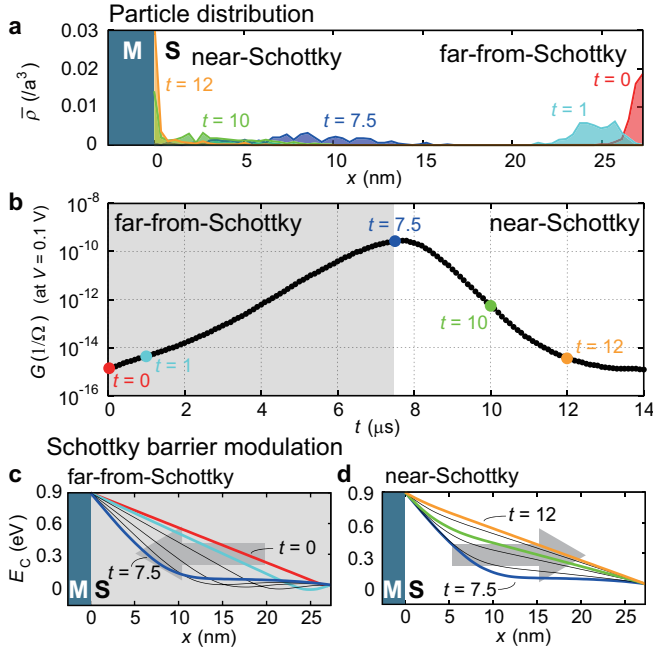 Particle distribution
a
0.03
0.02
0.01
0
ρ̅ (/a³)
M S near-Schottky far-from-Schottky
t = 12
t = 10
t = 7.5
t = 1
t = 0
0 5 10 15 20 25
x (nm)
b
10⁻⁸
10⁻¹⁰
10⁻¹²
10⁻¹⁴
10⁻¹⁶
G (1/Ω) (at V = 0.1 V)
far-from-Schottky near-Schottky
t = 7.5
t = 10
t = 12
t = 1
t = 0
0 2 4 6 8 10 12 14
t (μs)
Schottky barrier modulation
c far-from-Schottky
0.9
0.6
0.3
0
E_C (eV)
t = 0
t = 7.5
M S
0 5 10 15 20 25
x (nm)
d near-Schottky
0.9
0.6
0.3
0
t = 12
t = 7.5
M S
0 5 10 15 20 25
x (nm)